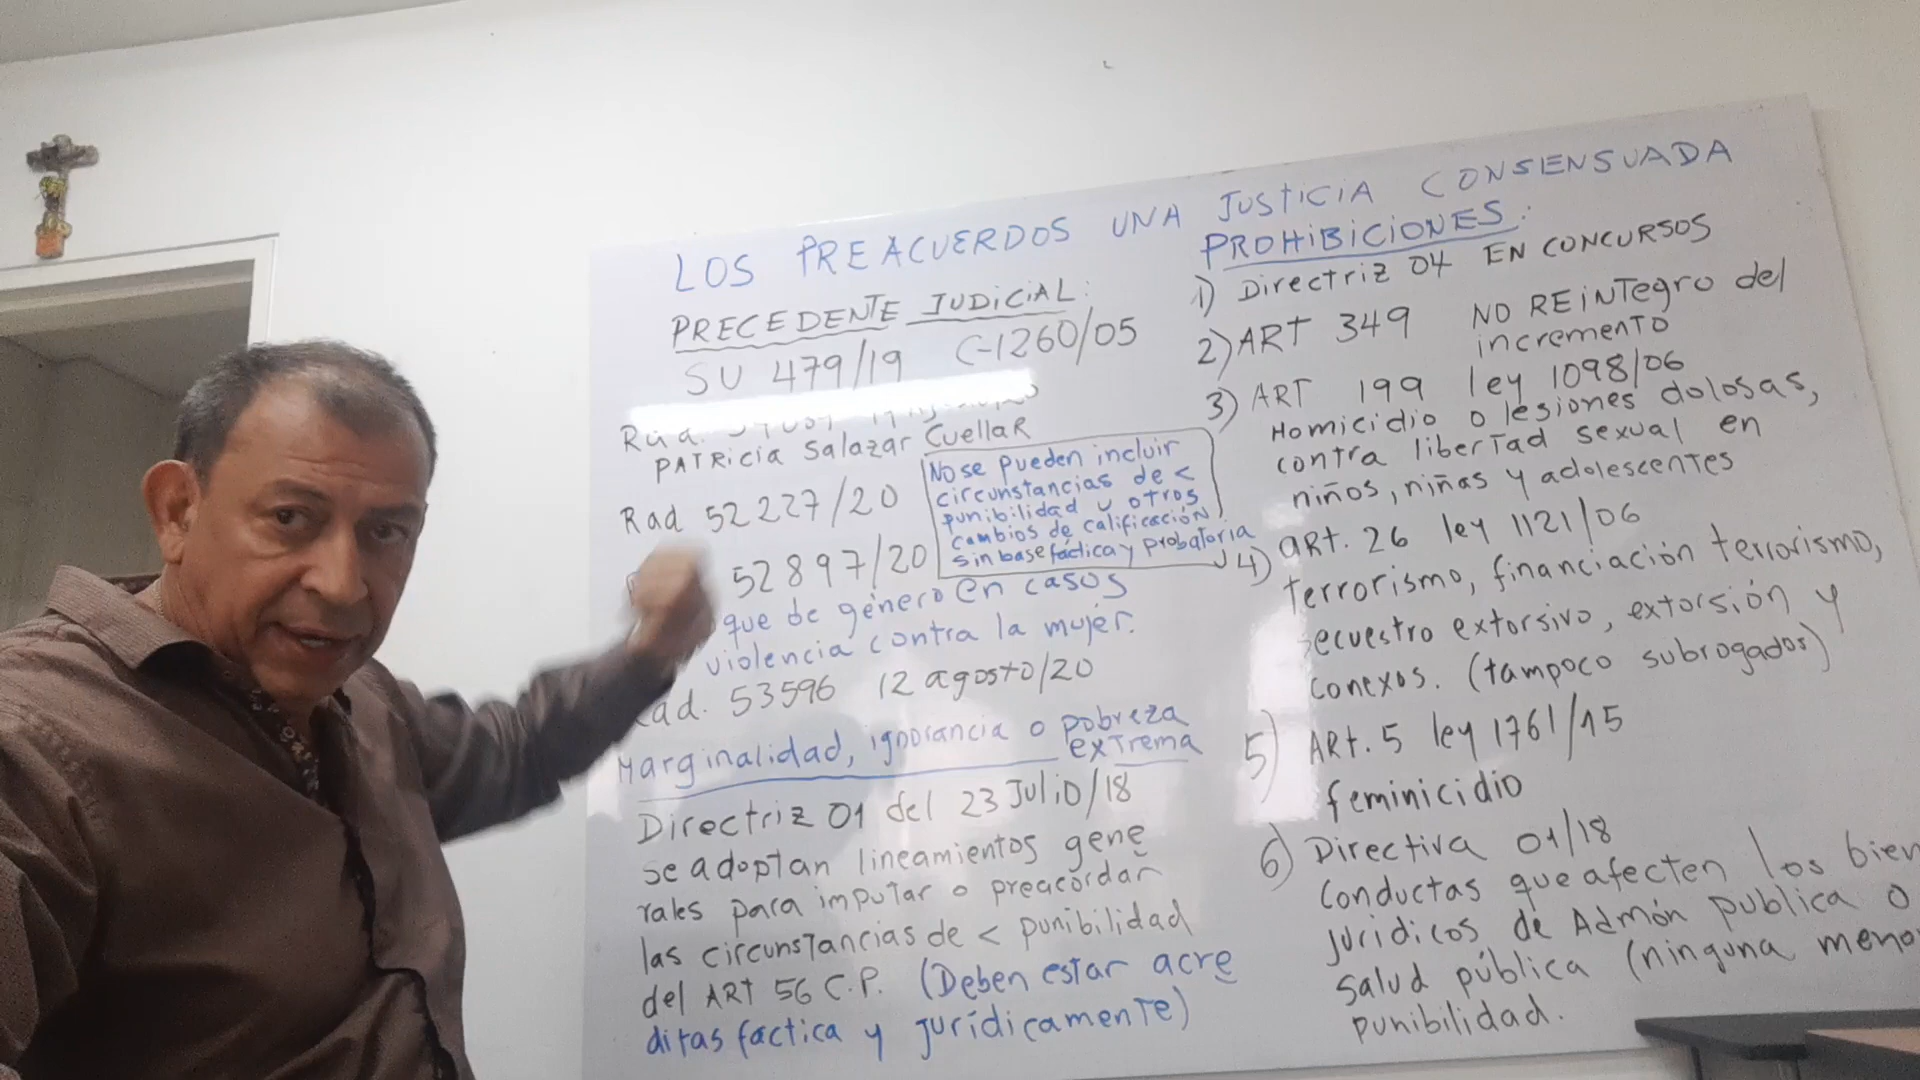 LOS PREACUERDOS UNA JUSTICIA CONSENSUADA
PRECEDENTE JUDICIAL:
SU 479/19 C-1260/05
PATRICIA Salazar CuellaR
Rad 52227/20
No se pueden incluir
circunstancias de <
punibilidad u otros
cambios de calificación
sin base fáctica y probatoria
52897/20
que de género en casos
violencia contra la mujer.
ad. 53596 12 agosto/20
Marginalidad, ignorancia o pobreza
exTrema
Directriz 01 del 23 Julio/18
se adoptan lineamientos gene
rales para imputar o preacordar
las circunsTancias de < punibilidad
del ART 56 C.P. (Deben estar acre
ditas fáctica y jurídicamenTe)
PROHIBICIONES:
1) Directriz 04 EN CONCURSOS
2) ART 349 NO REiNTegro del
incremenTo
3) ART 199 ley 1098/06
Homicidio o lesiones dolosas,
contra liberTad sexual en
niños, niñas y adolescentes
4) aRt. 26 ley 1121/06
Terrorismo, financiación terrorismo,
ecuestro extorsivo, extorsión y
conexos. (tampoco subrogados)
5) ARt. 5 ley 1761/15
feminicidio
6) Directiva 01/18
conductas que afecten los bien
jurídicos de Admón publica o
salud pública (ninguna meno
punibilidad.